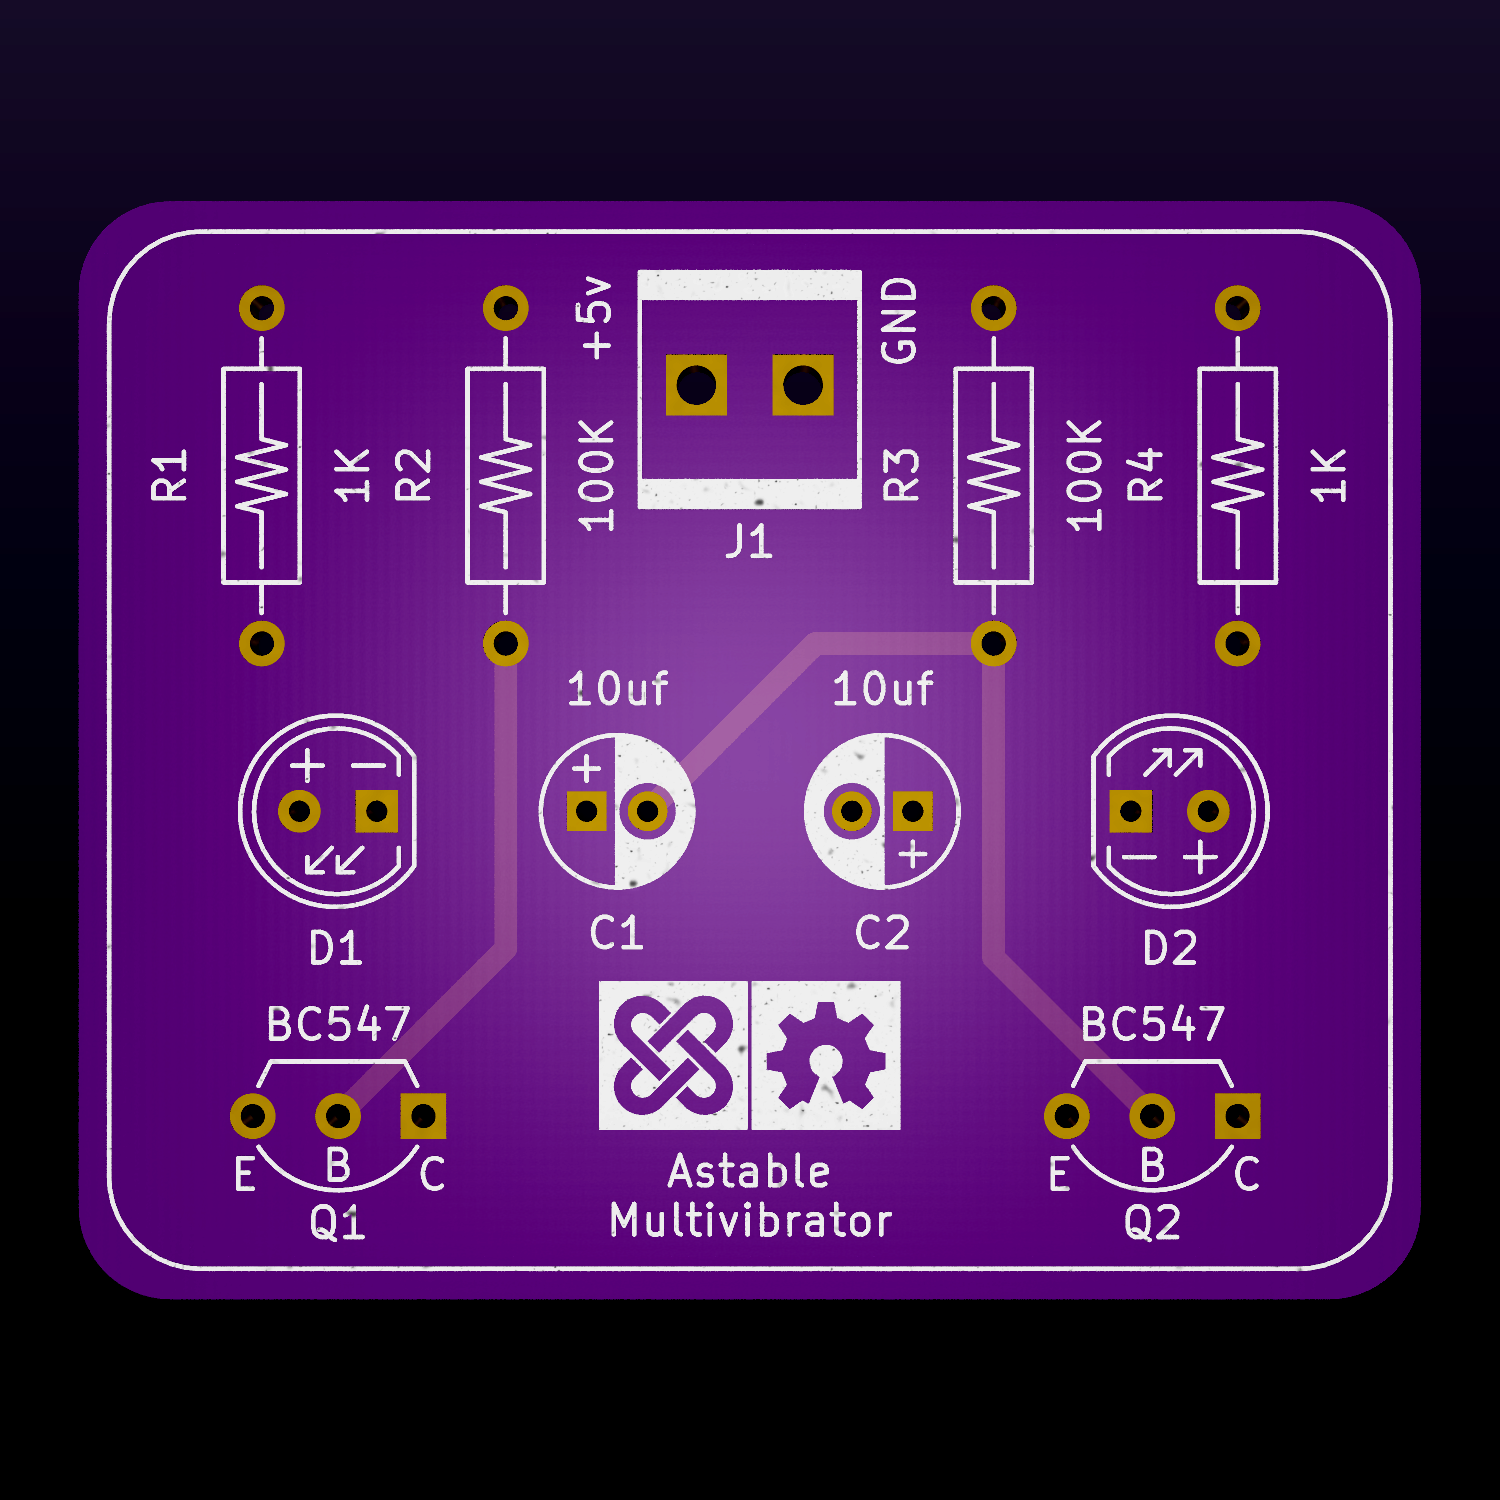 +5v
GND
R1
1K
R2
100K
R3
100K
R4
1K
J1
10uf
10uf
+ −
+
+
− +
C1
C2
D1
D2
BC547
BC547
E B C
E B C
Q1
Q2
Astable
Multivibrator